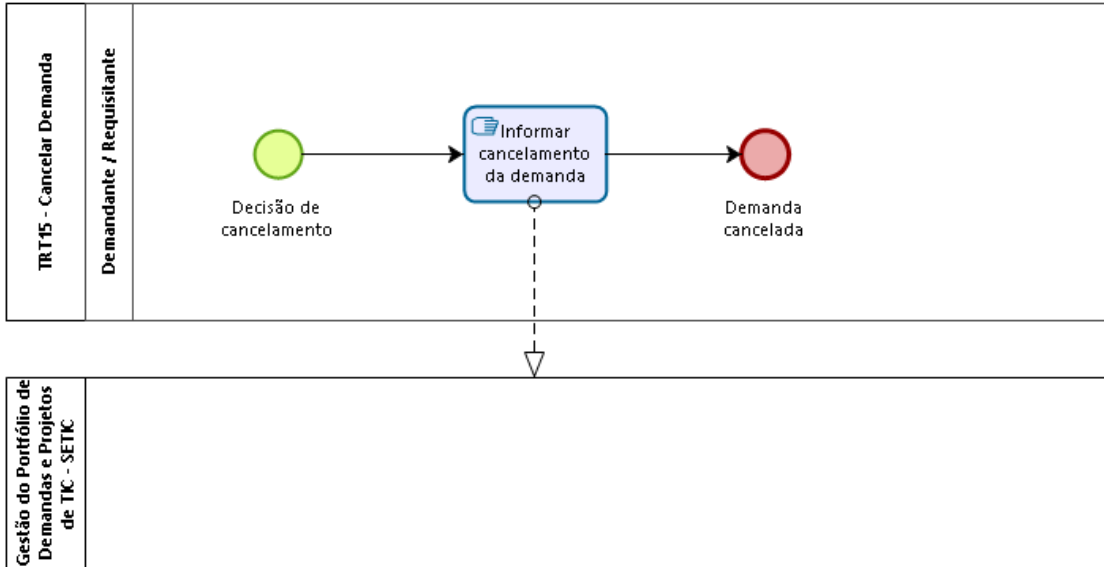 TRT15 - Cancelar Demanda
Demandante / Requisitante
Decisão de
cancelamento
Informar
cancelamento
da demanda
Demanda
cancelada
Gestão do Portfólio de
Demandas e Projetos
de TIC - SETIC